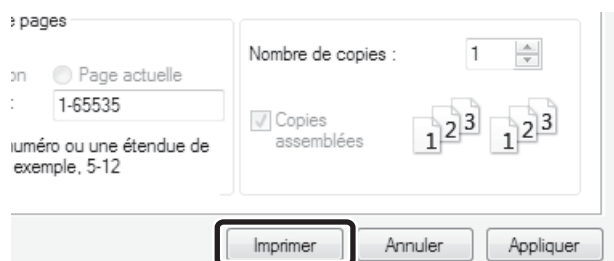 e pages
on Page actuelle
: 1-65535
numéro ou une étendue de
exemple, 5-12
Nombre de copies : 1
Copies
assemblées
1 2 3 1 2 3
Imprimer Annuler Appliquer